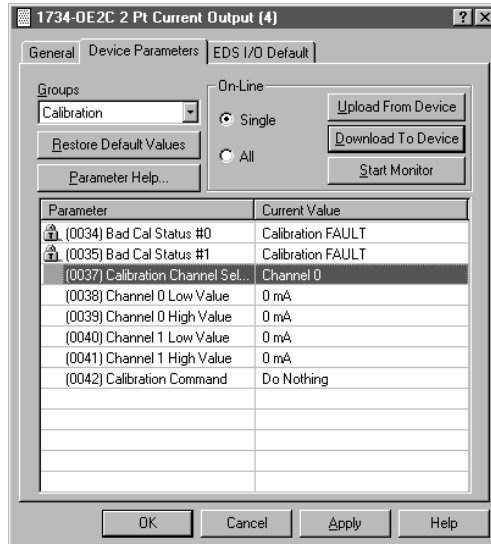 1734-OE2C 2 Pt Current Output (4)
General Device Parameters EDS I/O Default
Groups
Calibration
Restore Default Values
Parameter Help...
On-Line
Single
All
Upload From Device
Download To Device
Start Monitor
Parameter Current Value
(0034) Bad Cal Status #0 Calibration FAULT
(0035) Bad Cal Status #1 Calibration FAULT
(0037) Calibration Channel Sel... Channel 0
(0038) Channel 0 Low Value 0 mA
(0039) Channel 0 High Value 0 mA
(0040) Channel 1 Low Value 0 mA
(0041) Channel 1 High Value 0 mA
(0042) Calibration Command Do Nothing
OK Cancel Apply Help